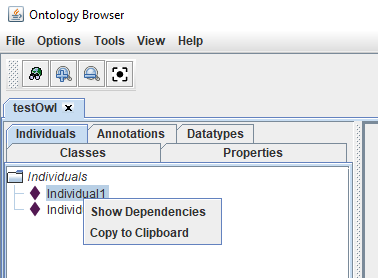 Ontology Browser
File Options Tools View Help
testOwl
Individuals Annotations Datatypes
Classes Properties
Individuals
Individual1
Show Dependencies
Copy to Clipboard